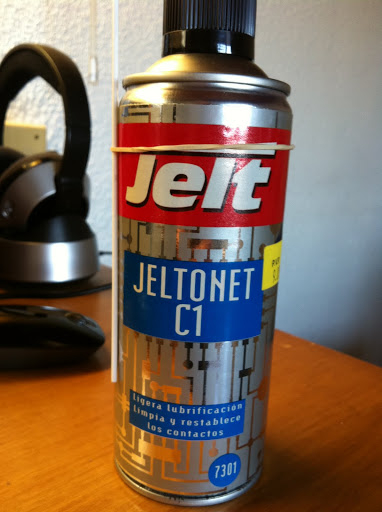 Jelt
JELTONET
C1
ligera lubrificación
limpia y restablece
los contactos
7301